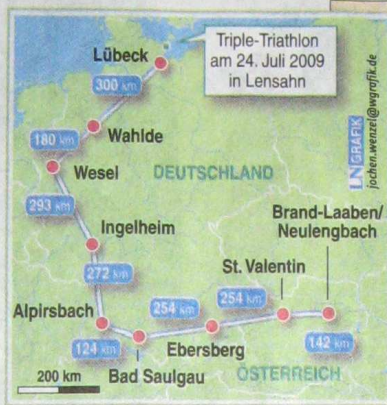 Lübeck
Triple-Triathlon
am 24. Juli 2009
in Lensahn
300 km
180 km
Wahlde
Wesel
DEUTSCHLAND
LN GRAFIK
jochen.wenzel@wgrafik.de
293 km
Ingelheim
Brand-Laaben/
Neulengbach
272 km
St. Valentin
Alpirsbach
254 km
254 km
124 km
Ebersberg
142 km
200 km
Bad Saulgau
ÖSTERREICH